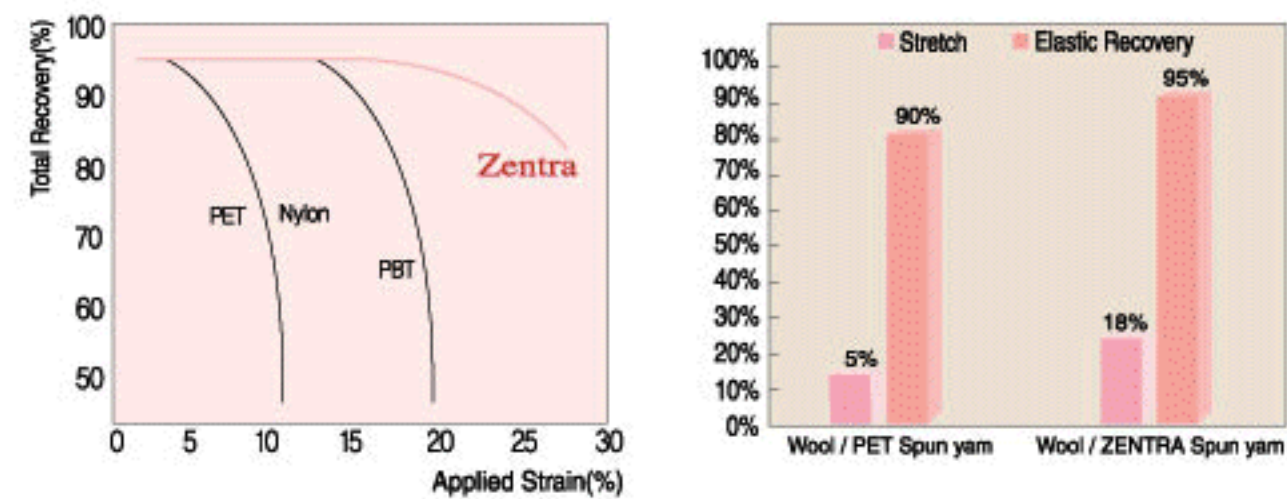 Total Recovery(%)
100
90
80
70
60
50
PET
Nylon
PBT
Zentra
0
5
10
15
20
25
30
Applied Strain(%)
Stretch
Elastic Recovery
100%
90%
80%
70%
60%
50%
40%
30%
20%
10%
0%
5%
90%
18%
95%
Wool / PET Spun yam
Wool / ZENTRA Spun yam